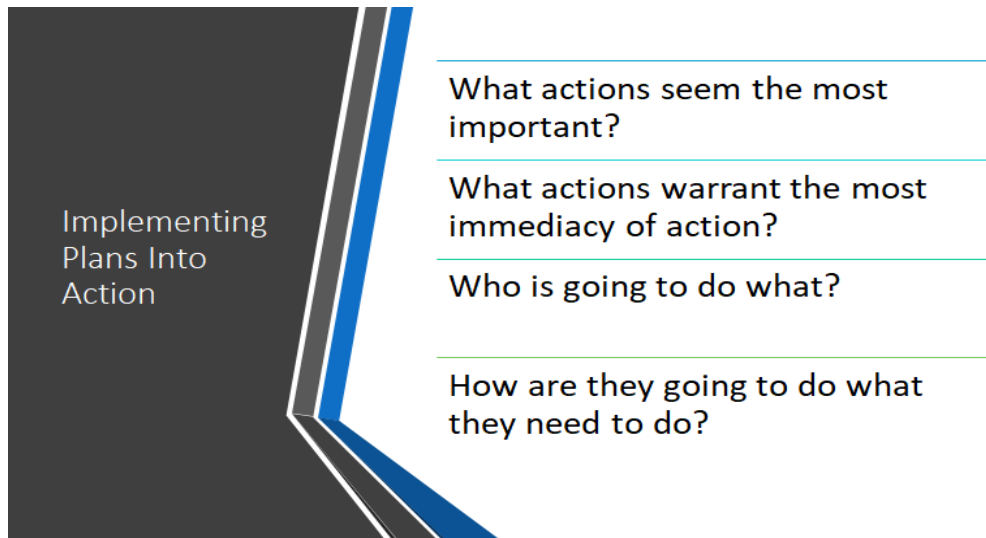 Implementing
Plans Into
Action
What actions seem the most
important?
What actions warrant the most
immediacy of action?
Who is going to do what?
How are they going to do what
they need to do?